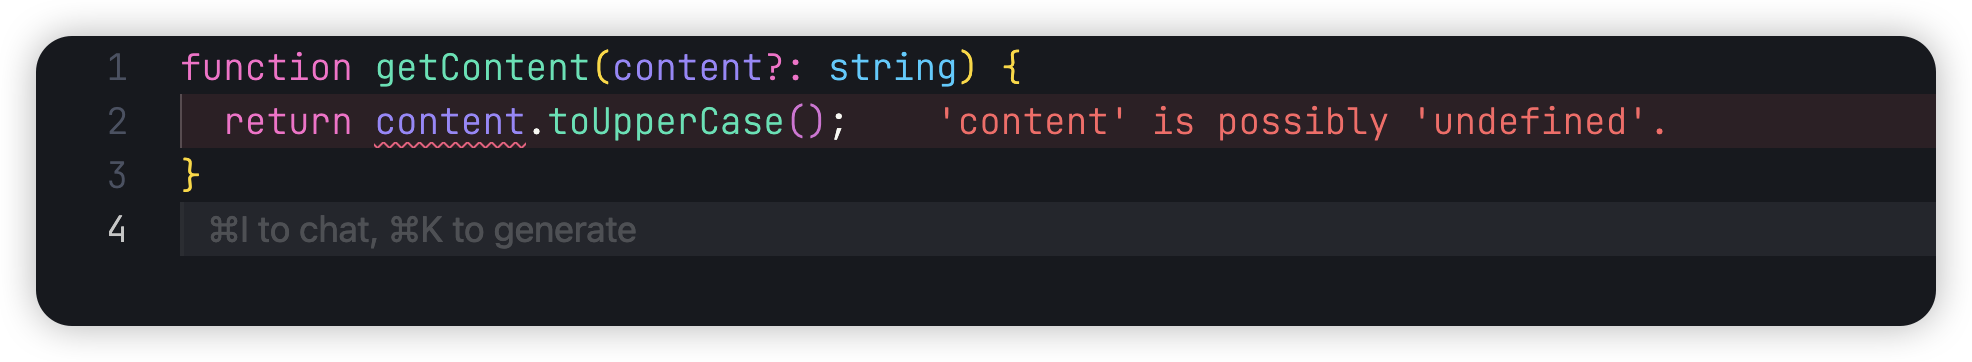 1 function getContent(content?: string) {
2   return content.toUpperCase();    'content' is possibly 'undefined'.
3 }
4 ⌘I to chat, ⌘K to generate